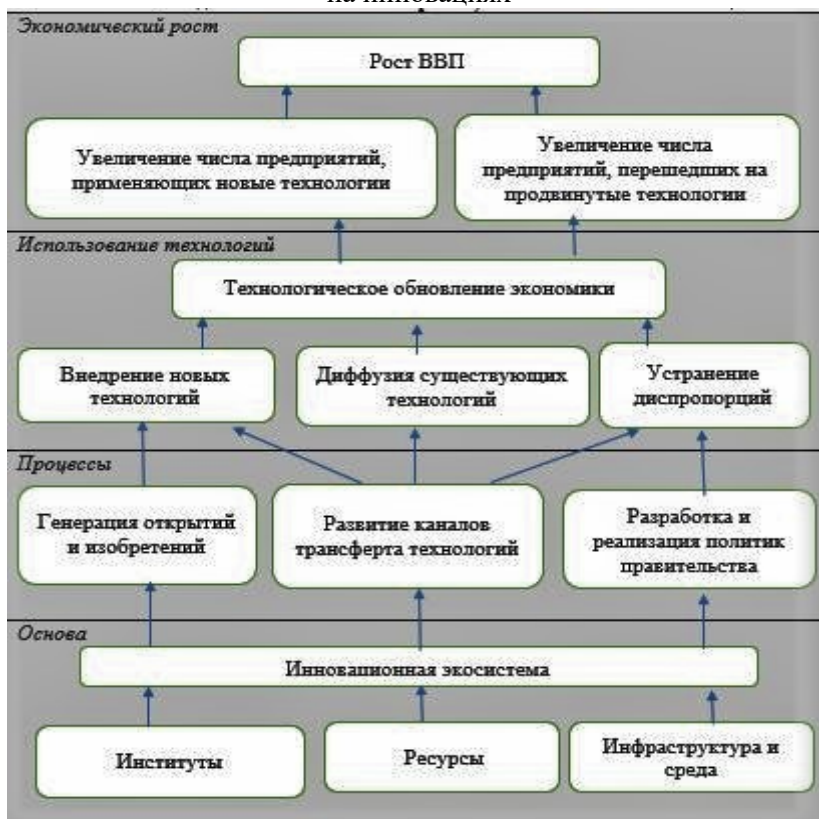 на инновациях
Экономический рост
Рост ВВП
Увеличение числа предприятий,
применяющих новые технологии
Увеличение числа
предприятий, перешедших на
продвинутые технологии
Использование технологий
Технологическое обновление экономики
Внедрение новых
технологий
Диффузия существующих
технологий
Устранение
диспропорций
Процессы
Генерация открытий
и изобретений
Развитие каналов
трансферта технологий
Разработка и
реализация политик
правительства
Основа
Инновационная экосистема
Институты
Ресурсы
Инфраструктура и
среда